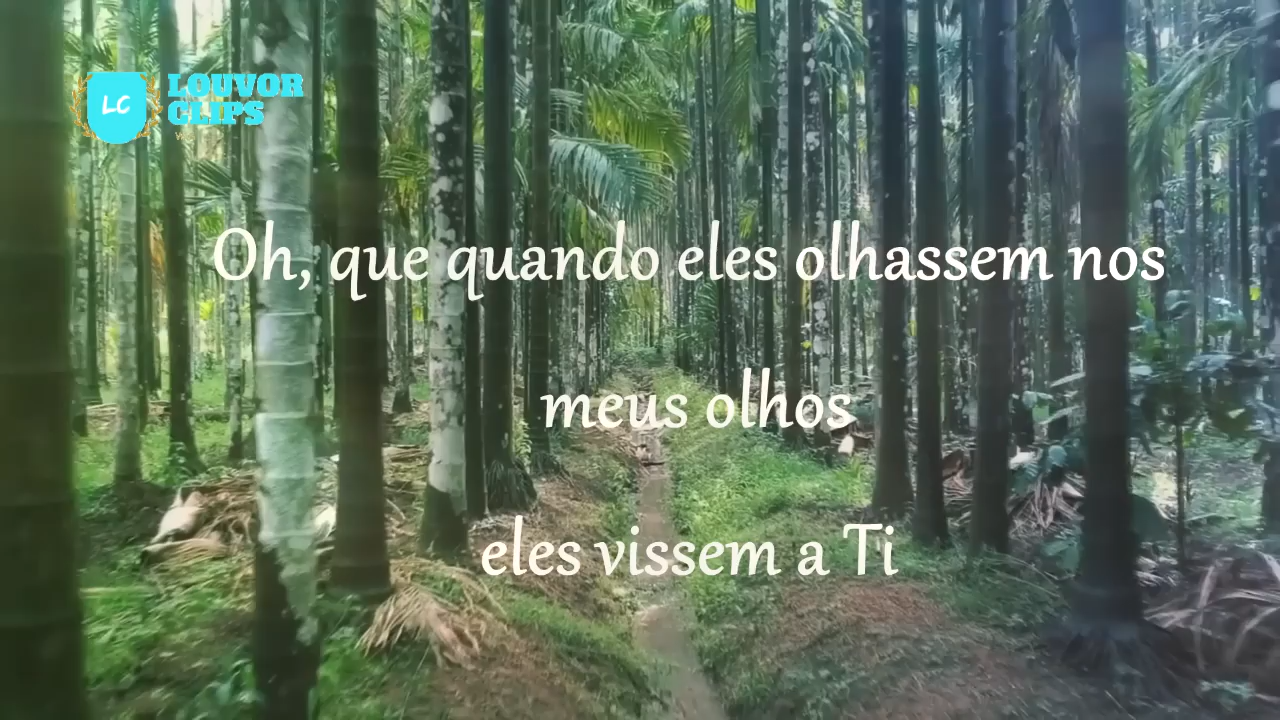 LC
LOUVOR
CLIPS
Oh, que quando eles olhassem nos
meus olhos
eles vissem a Ti